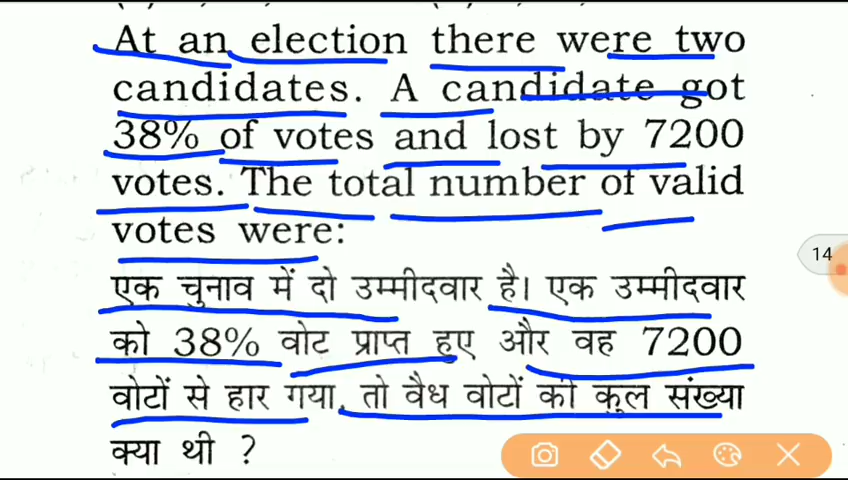 At an election there were two
candidates. A candidate got
38% of votes and lost by 7200
votes. The total number of valid
votes were:
एक चुनाव में दो उम्मीदवार है। एक उम्मीदवार
को 38% वोट प्राप्त हुए और वह 7200
वोटों से हार गया, तो वैध वोटों की कुल संख्या
क्या थी ?
14